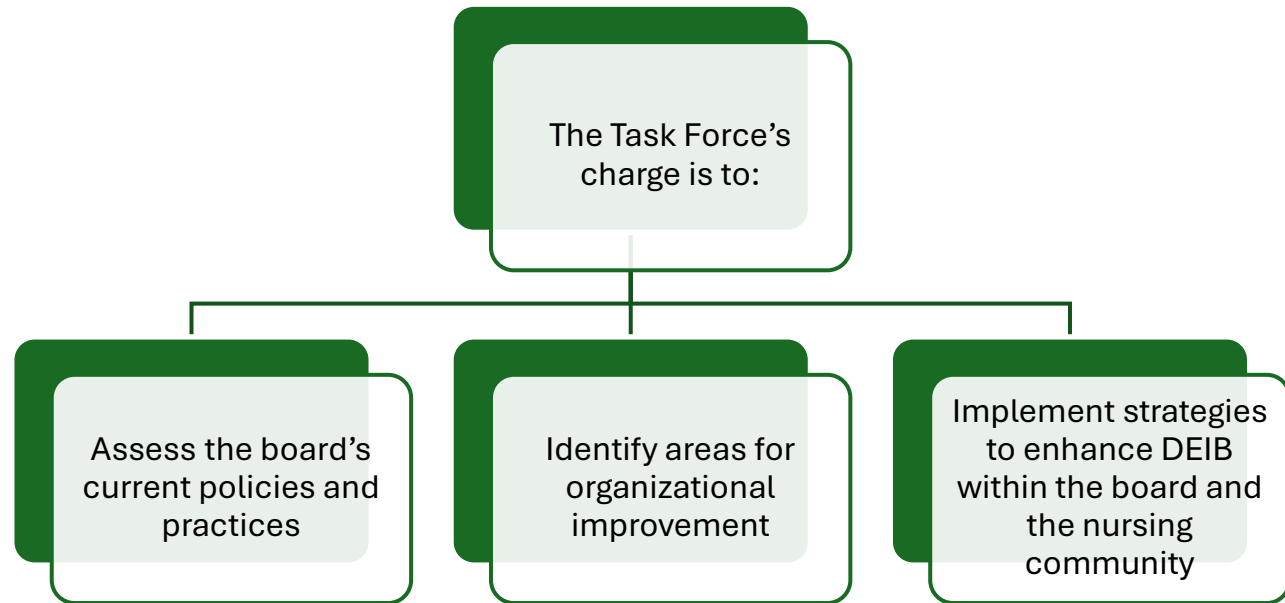 The Task Force’s
charge is to:
Assess the board’s
current policies and
practices
Identify areas for
organizational
improvement
Implement strategies
to enhance DEIB
within the board and
the nursing
community